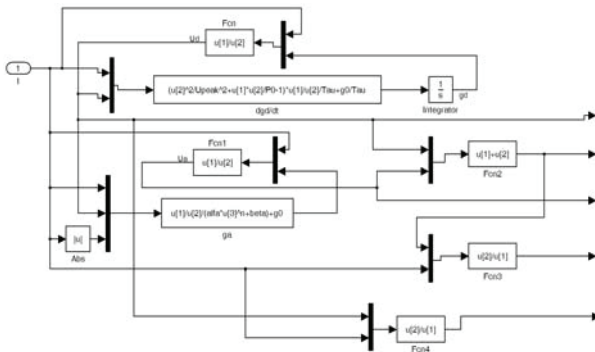 Fcn
Ud
u[1]/u[2]
1
I
(u[2]^2/Upeak^2+u[1]*u[2]/P0-1)*u[1]/u[2]/Tau+g0/Tau
dgd/dt
1
s
Integrator
gd
Fcn1
Ua
u[1]/u[2]
u[1]+u[2]
Fcn2
u[1]/u[2]/(alfa*u[3]^n+beta)+g0
ga
|u|
Abs
u[2]/u[1]
Fcn3
u[2]/u[1]
Fcn4